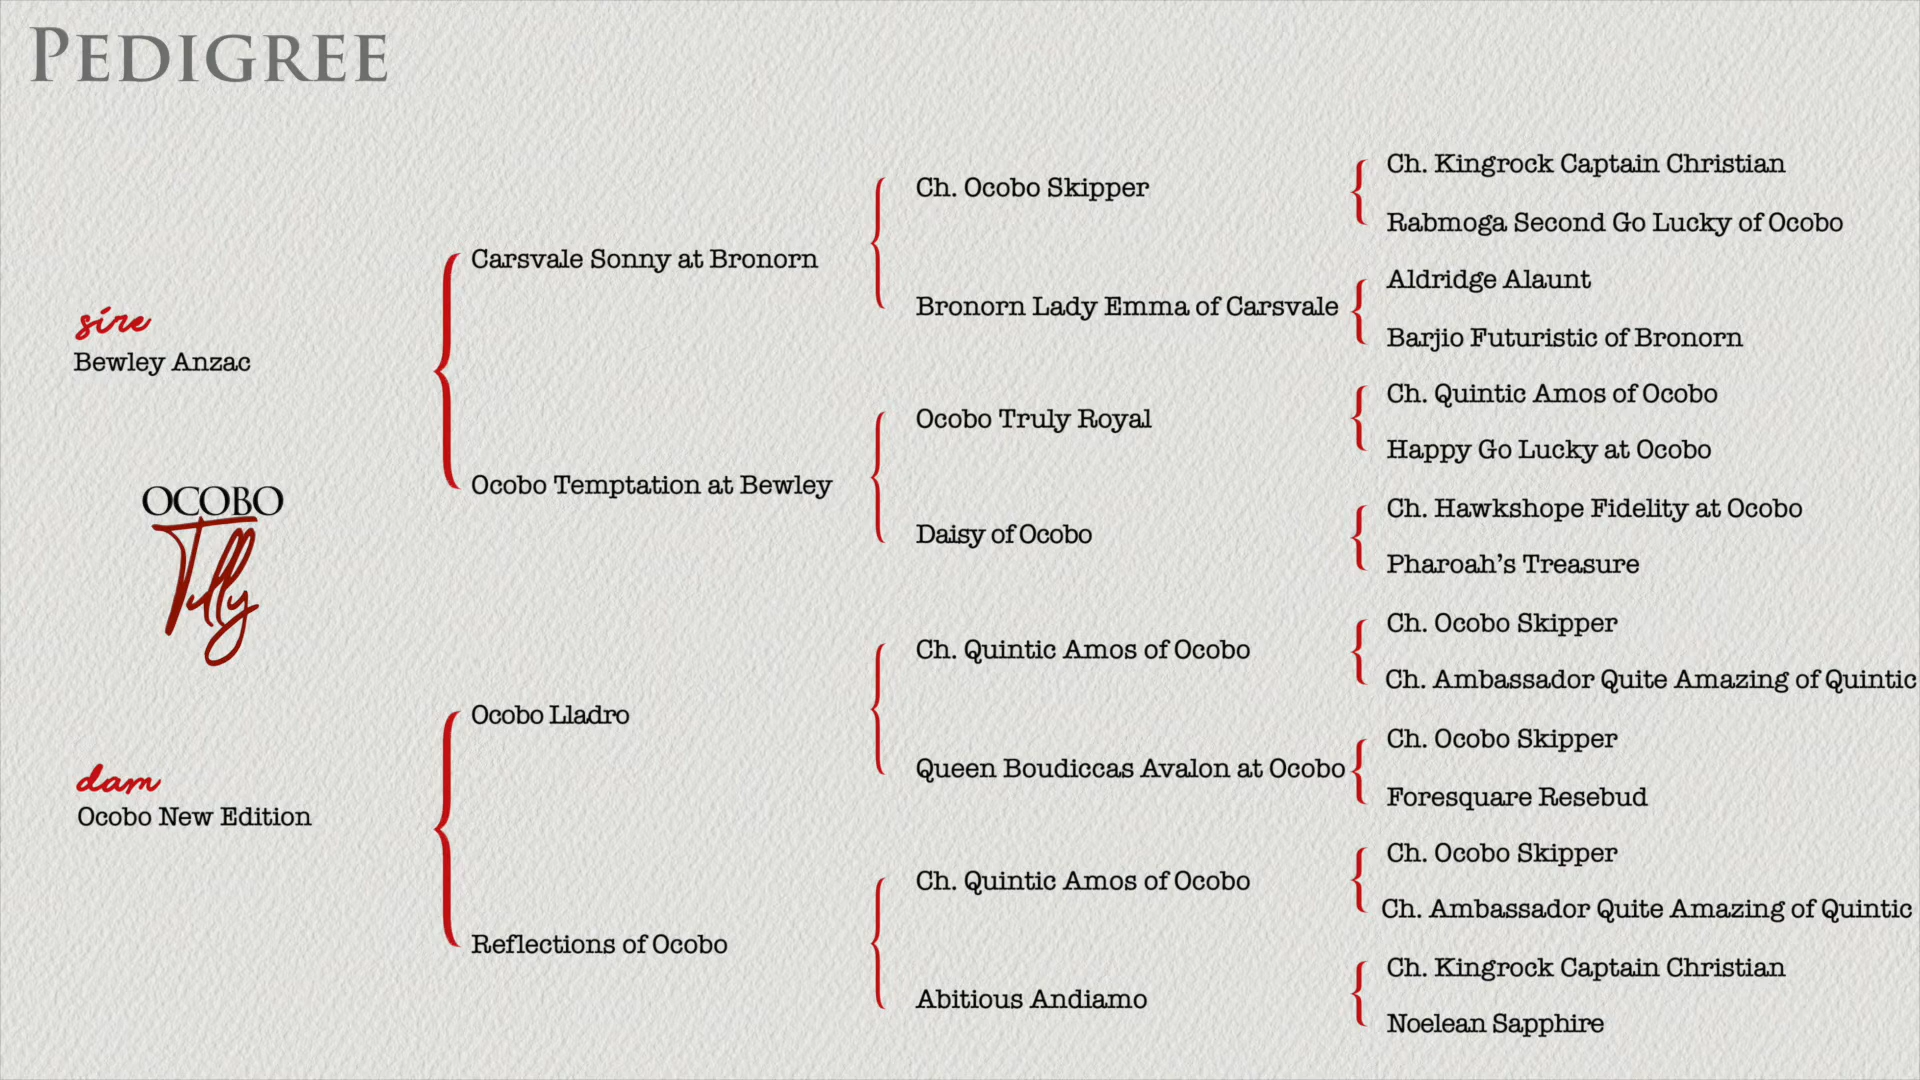 PEDIGREE
sire
Bewley Anzac
OCOBO
Tully
dam
Ocobo New Edition
Carsvale Sonny at Bronorn
Ocobo Temptation at Bewley
Ocobo Lladro
Reflections of Ocobo
Ch. Ocobo Skipper
Bronorn Lady Emma of Carsvale
Ocobo Truly Royal
Daisy of Ocobo
Ch. Quintic Amos of Ocobo
Queen Boudiccas Avalon at Ocobo
Ch. Quintic Amos of Ocobo
Abitious Andiamo
Ch. Kingrock Captain Christian
Rabmoga Second Go Lucky of Ocobo
Aldridge Alaunt
Barjio Futuristic of Bronorn
Ch. Quintic Amos of Ocobo
Happy Go Lucky at Ocobo
Ch. Hawkshope Fidelity at Ocobo
Pharoah’s Treasure
Ch. Ocobo Skipper
Ch. Ambassador Quite Amazing of Quintic
Ch. Ocobo Skipper
Foresquare Resebud
Ch. Ocobo Skipper
Ch. Ambassador Quite Amazing of Quintic
Ch. Kingrock Captain Christian
Noelean Sapphire